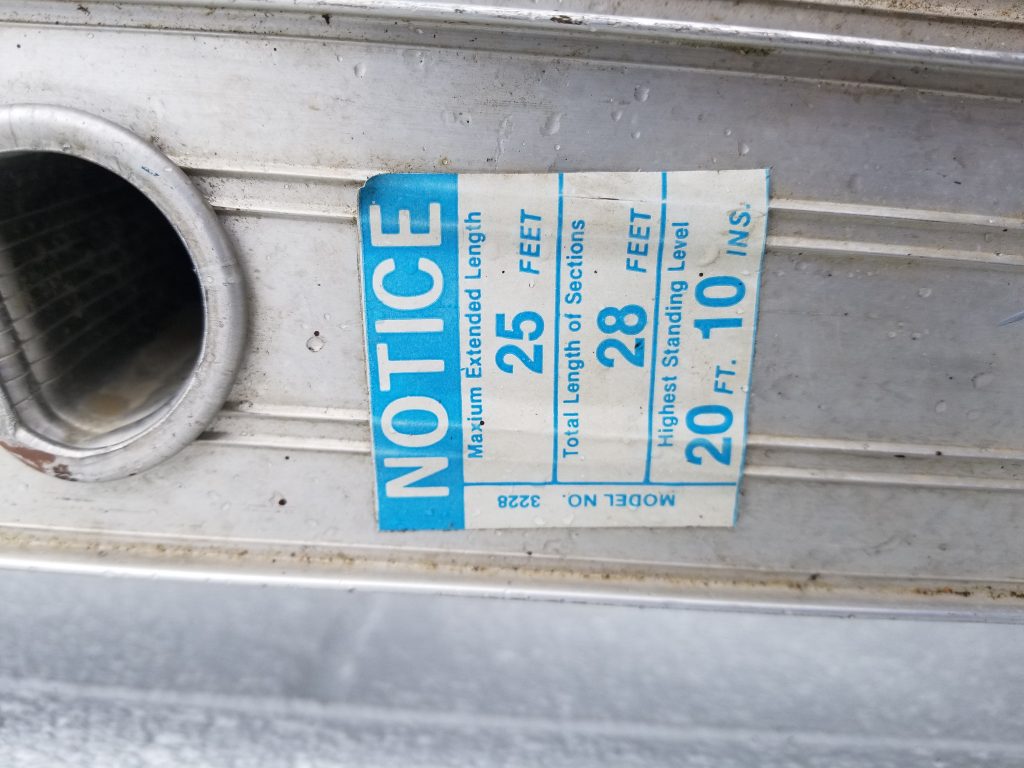 NOTICE
Maxium Extended Length
25 FEET
Total Length of Sections
28 FEET
Highest Standing Level
20 FT. 10 INS.
MODEL NO. 3228